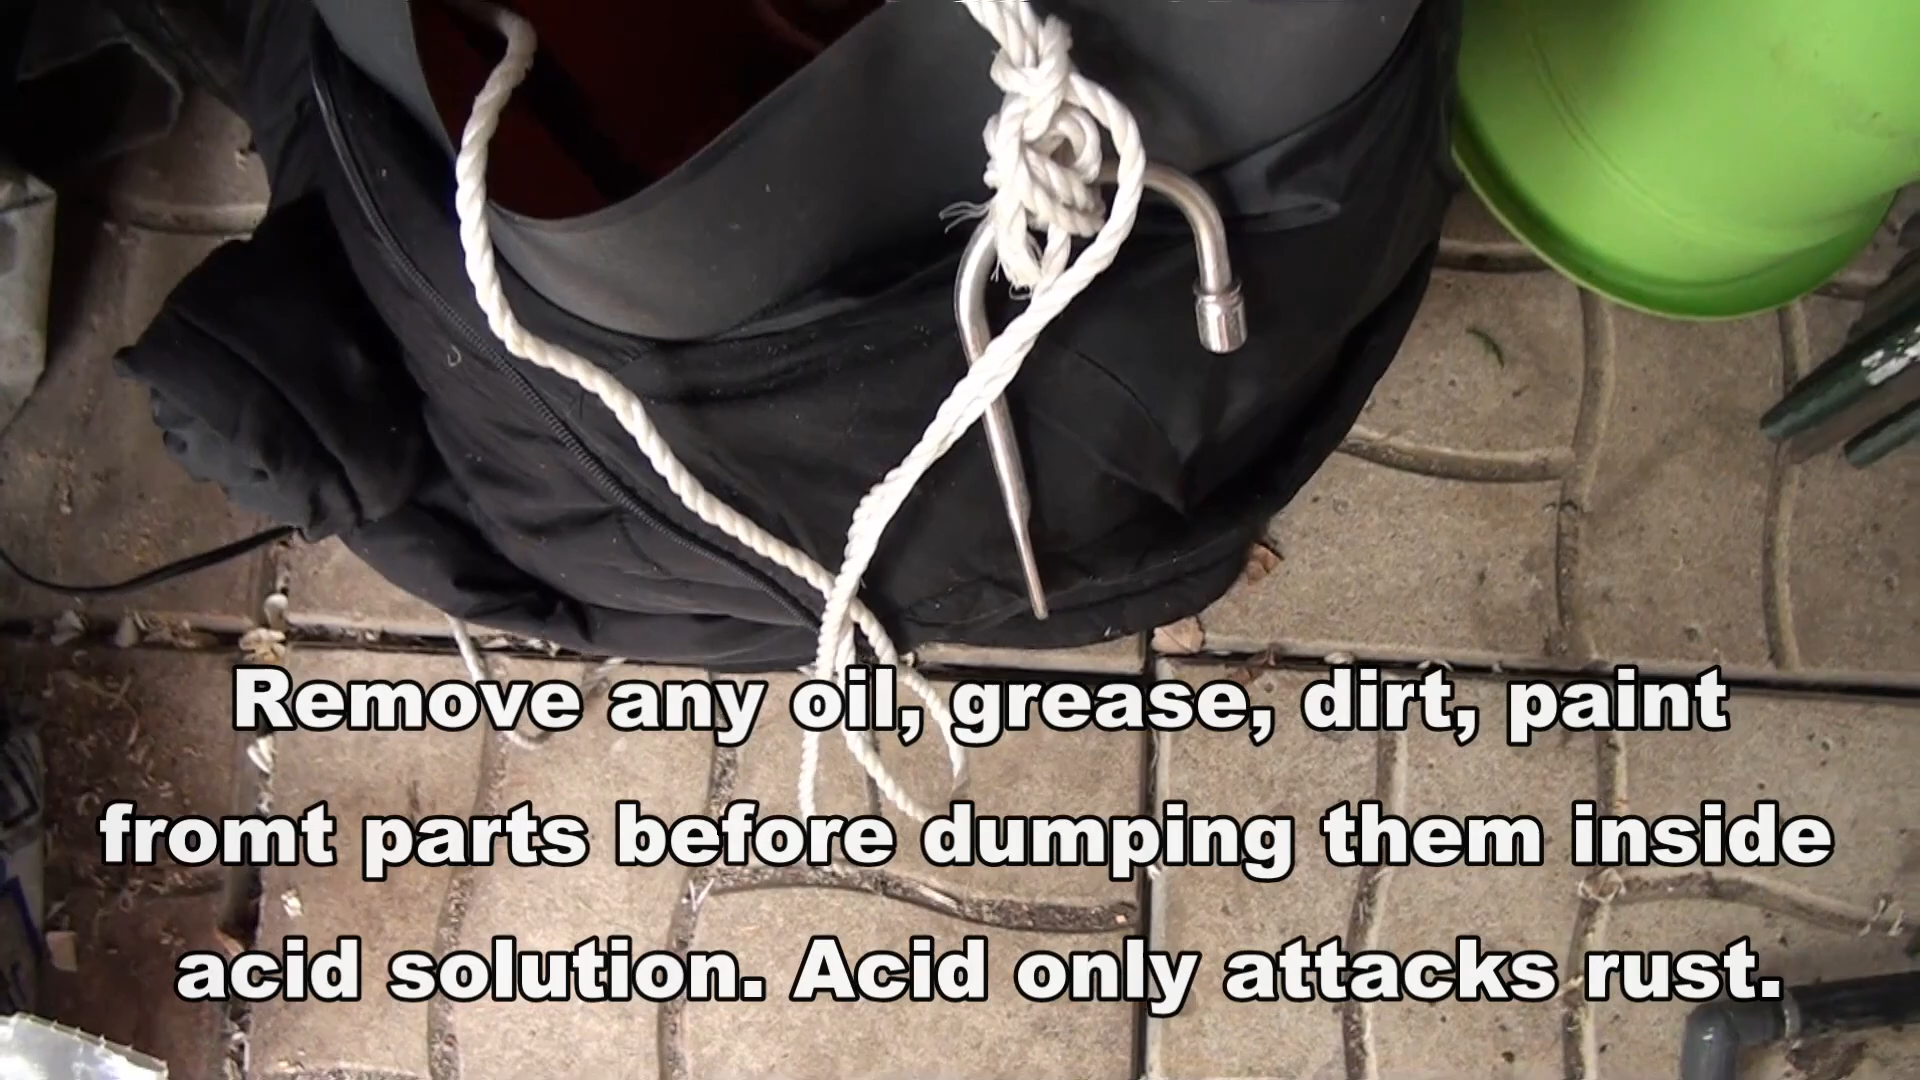 Remove any oil, grease, dirt, paint
fromt parts before dumping them inside
acid solution. Acid only attacks rust.